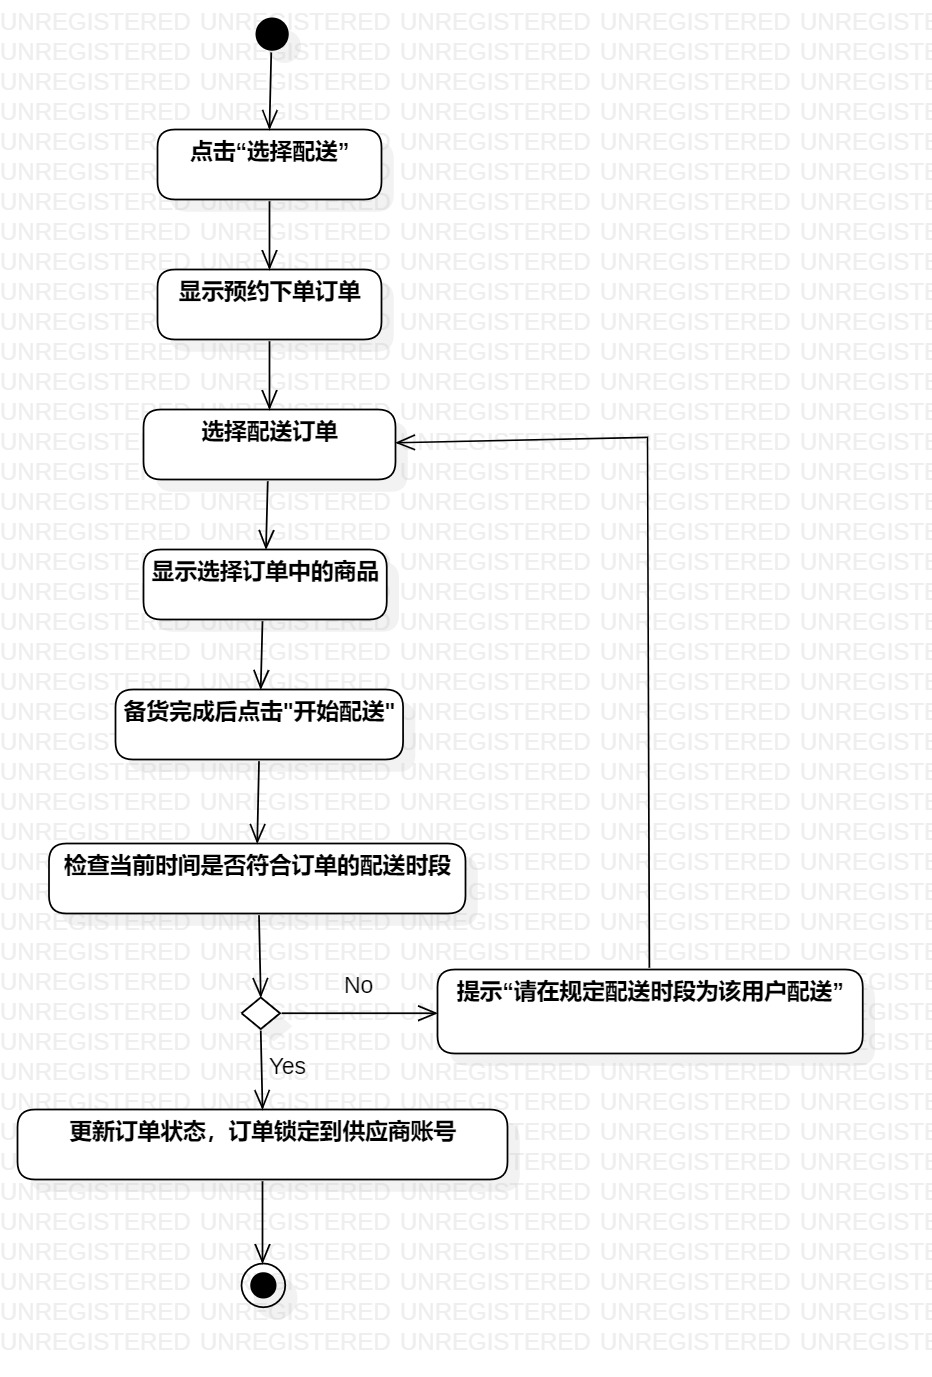 点击“选择配送”
显示预约下单订单
选择配送订单
显示选择订单中的商品
备货完成后点击"开始配送"
检查当前时间是否符合订单的配送时段
No
提示“请在规定配送时段为该用户配送”
Yes
更新订单状态，订单锁定到供应商账号
UNREGISTERED